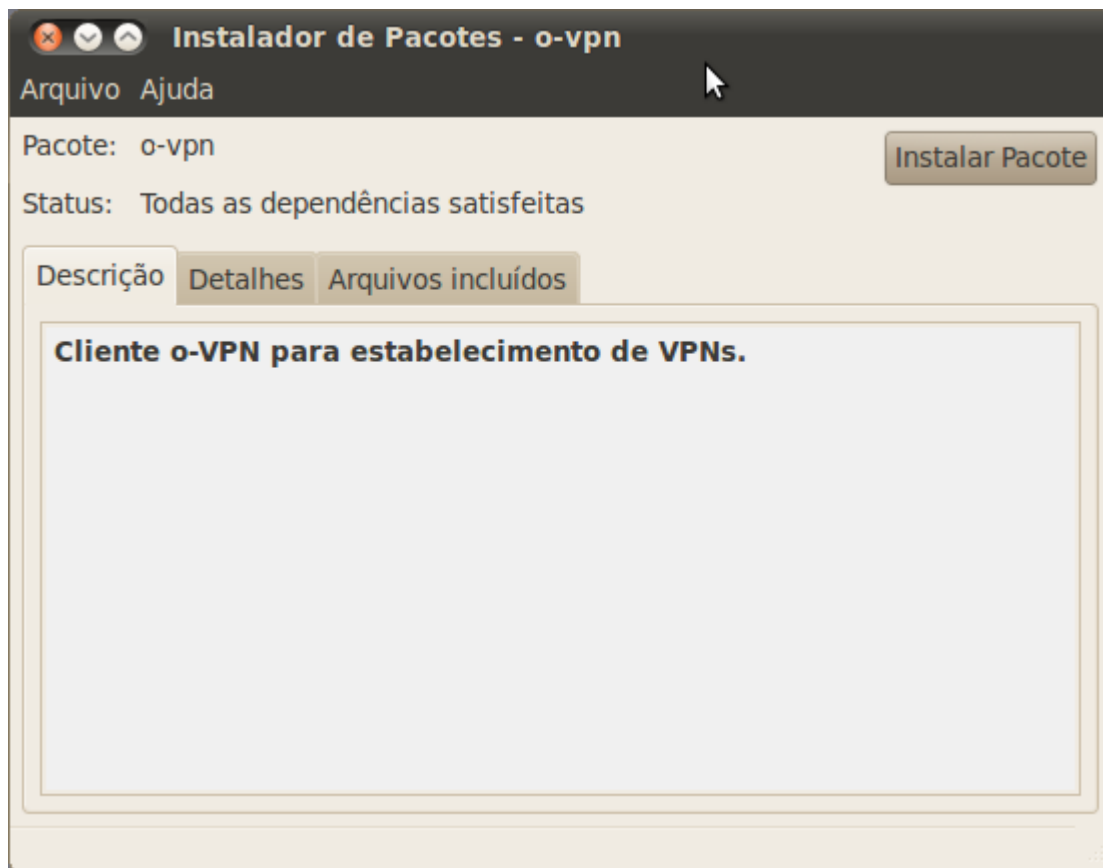 Instalador de Pacotes - o-vpn
Arquivo Ajuda
Pacote: o-vpn
Instalar Pacote
Status: Todas as dependências satisfeitas
Descrição Detalhes Arquivos incluídos
Cliente o-VPN para estabelecimento de VPNs.